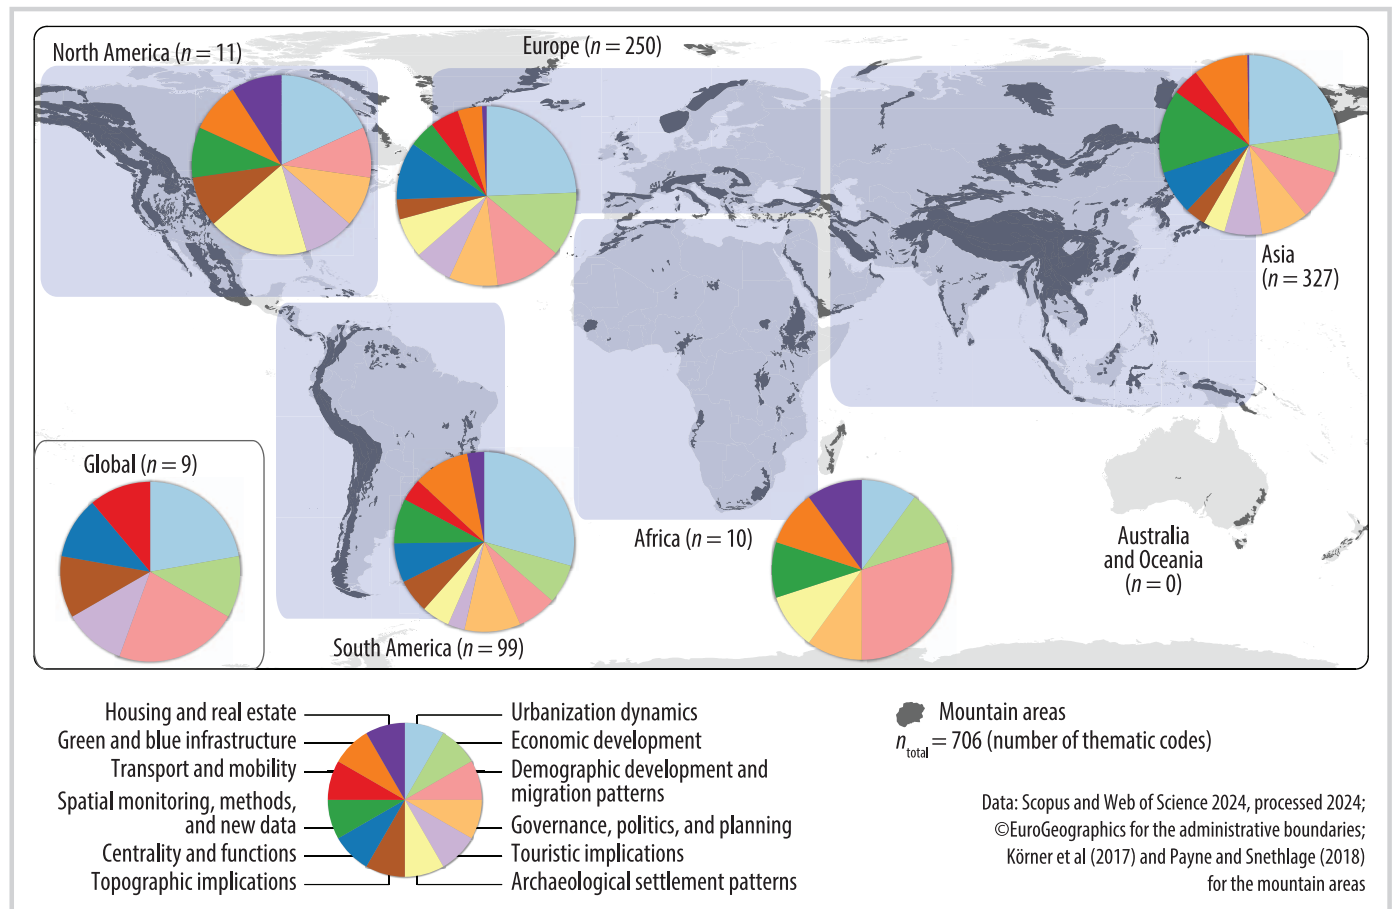 North America (n = 11)
Europe (n = 250)
Asia
(n = 327)
Global (n = 9)
South America (n = 99)
Africa (n = 10)
Australia
and Oceania
(n = 0)
Housing and real estate
Green and blue infrastructure
Transport and mobility
Spatial monitoring, methods,
and new data
Centrality and functions
Topographic implications
Urbanization dynamics
Economic development
Demographic development and
migration patterns
Governance, politics, and planning
Touristic implications
Archaeological settlement patterns
Mountain areas
ntotal = 706 (number of thematic codes)
Data: Scopus and Web of Science 2024, processed 2024;
©EuroGeographics for the administrative boundaries;
Körner et al (2017) and Payne and Snethlage (2018)
for the mountain areas